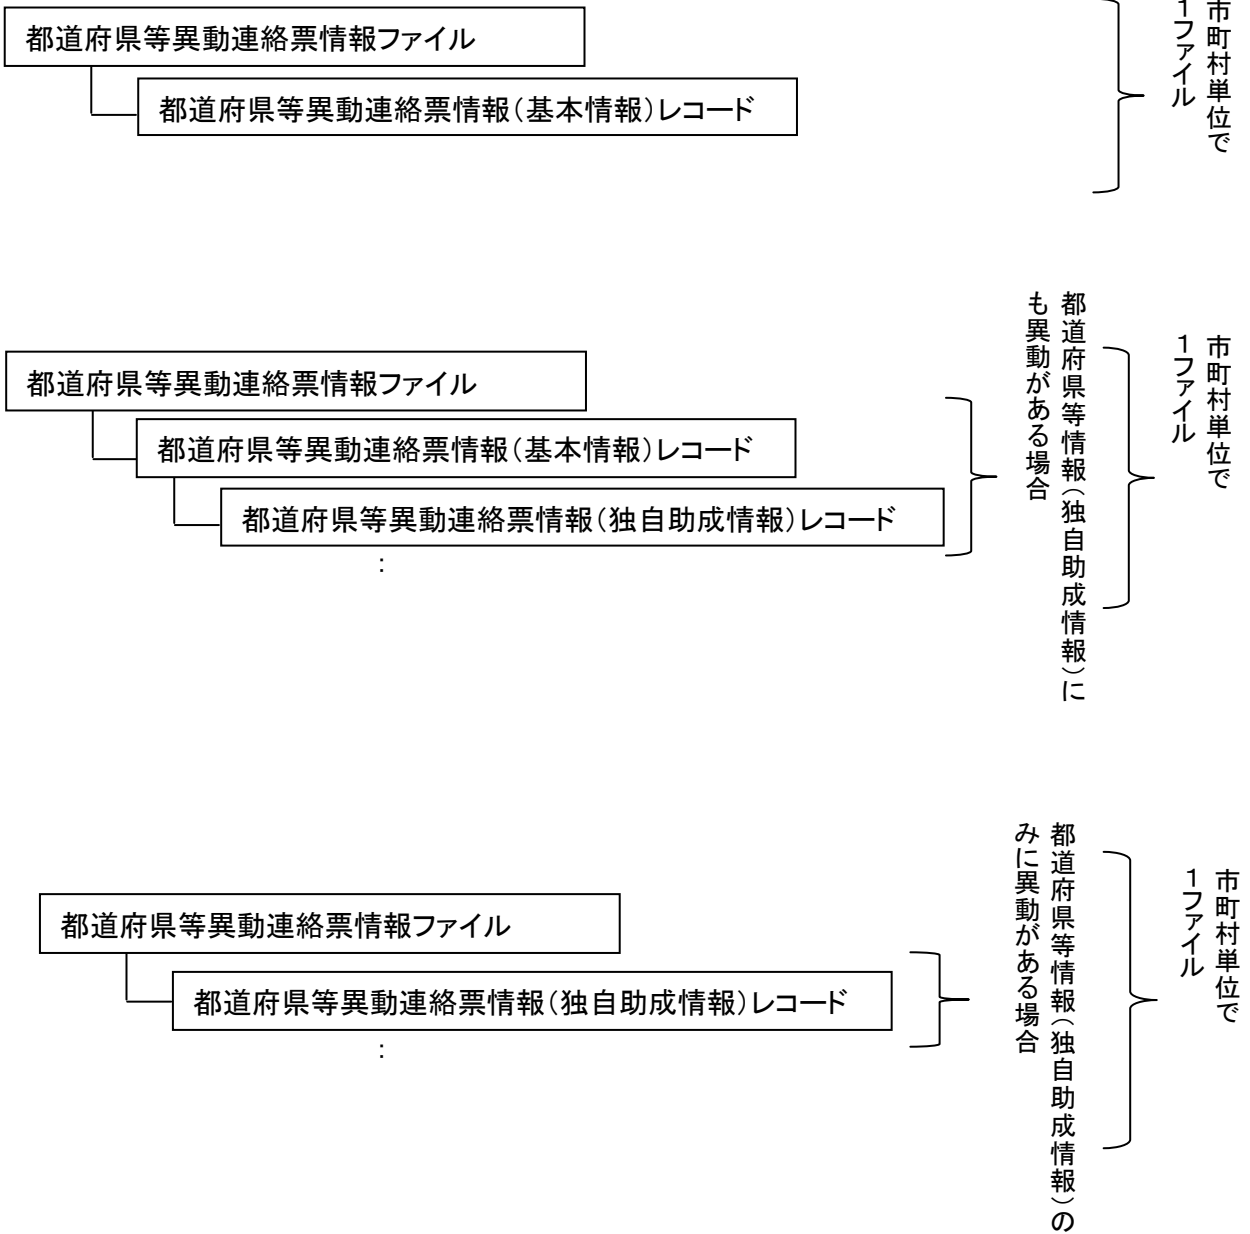 都道府県等異動連絡票情報ファイル
都道府県等異動連絡票情報（基本情報）レコード
市町村単位で
１ファイル
都道府県等異動連絡票情報ファイル
都道府県等異動連絡票情報（基本情報）レコード
都道府県等異動連絡票情報（独自助成情報）レコード
：
都道府県等情報（独自助成情報）に
も異動がある場合
市町村単位で
１ファイル
都道府県等異動連絡票情報ファイル
都道府県等異動連絡票情報（独自助成情報）レコード
：
都道府県等情報（独自助成情報）の
みに異動がある場合
市町村単位で
１ファイル